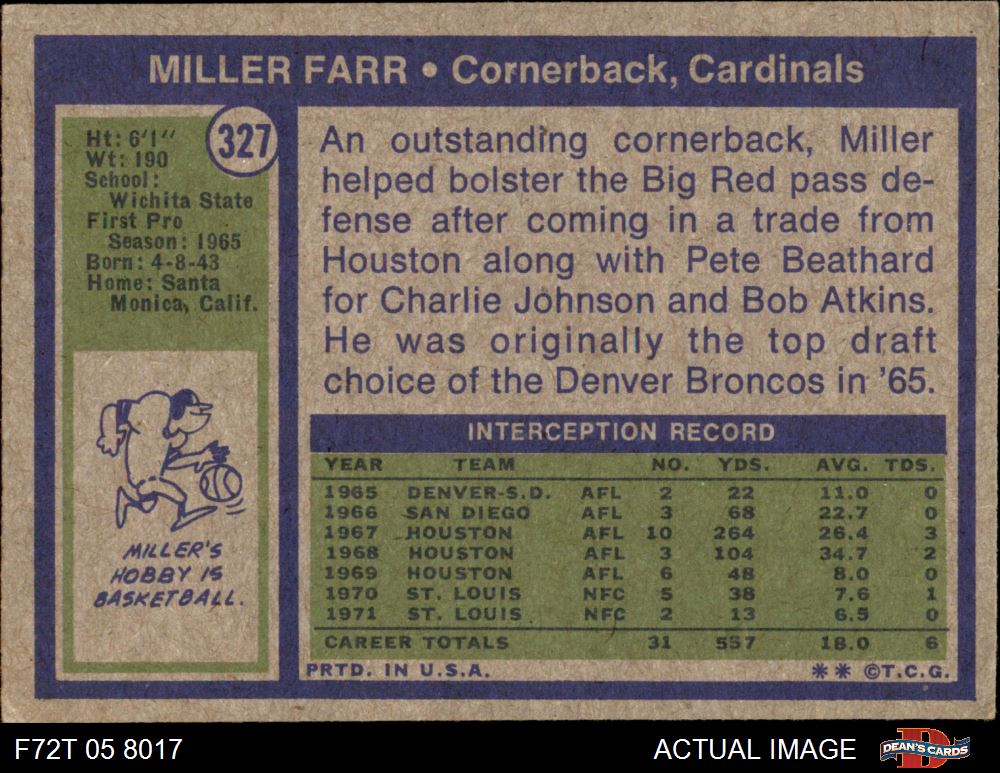 MILLER FARR • Cornerback, Cardinals
327
Ht: 6'1"
Wt: 190
School:
Wichita State
First Pro
Season: 1965
Born: 4-8-43
Home: Santa
Monica, Calif.
An outstanding cornerback, Miller
helped bolster the Big Red pass de-
fense after coming in a trade from
Houston along with Pete Beathard
for Charlie Johnson and Bob Atkins.
He was originally the top draft
choice of the Denver Broncos in '65.
MILLER'S
HOBBY IS
BASKETBALL.
INTERCEPTION RECORD
YEAR TEAM NO. YDS. AVG. TDS.
1965 DENVER-S.D. AFL 2 22 11.0 0
1966 SAN DIEGO AFL 3 68 22.7 0
1967 HOUSTON AFL 10 264 26.4 3
1968 HOUSTON AFL 3 104 34.7 2
1969 HOUSTON AFL 6 48 8.0 0
1970 ST. LOUIS NFC 5 38 7.6 1
1971 ST. LOUIS NFC 2 13 6.5 0
CAREER TOTALS 31 557 18.0 6
PRTD. IN U.S.A. ** ©T.C.G.
F72T 05 8017 ACTUAL IMAGE DEAN'S CARDS